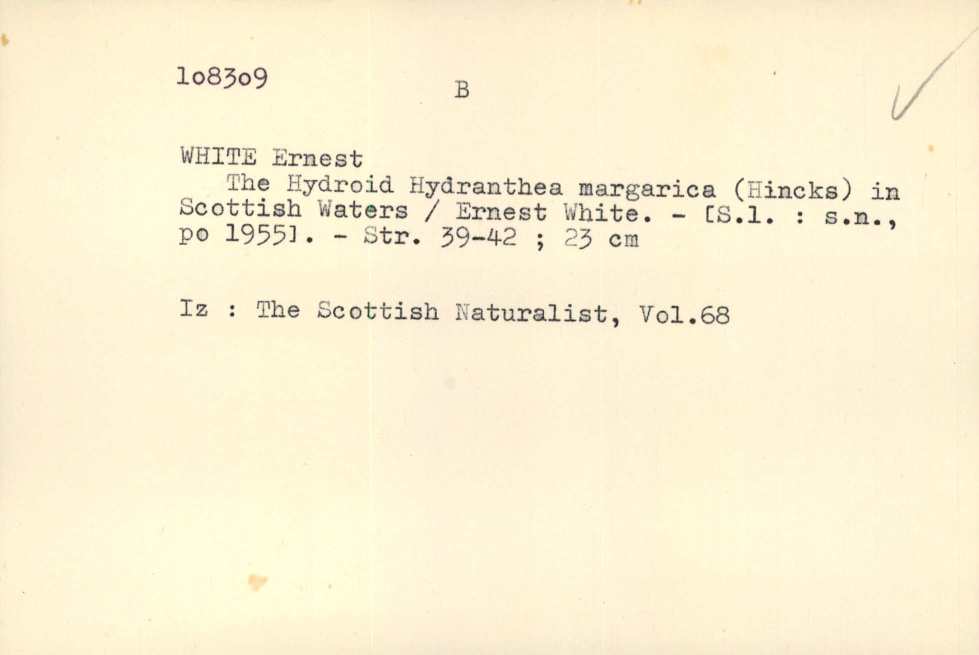 lo83o9
B
WHITE Ernest
The Hydroid Hydranthea margarica (Hincks) in
Scottish Waters / Ernest White. - [S.l. : s.n.,
po 1955]. - Str. 39-42 ; 23 cm
Iz : The Scottish Naturalist, Vol.68